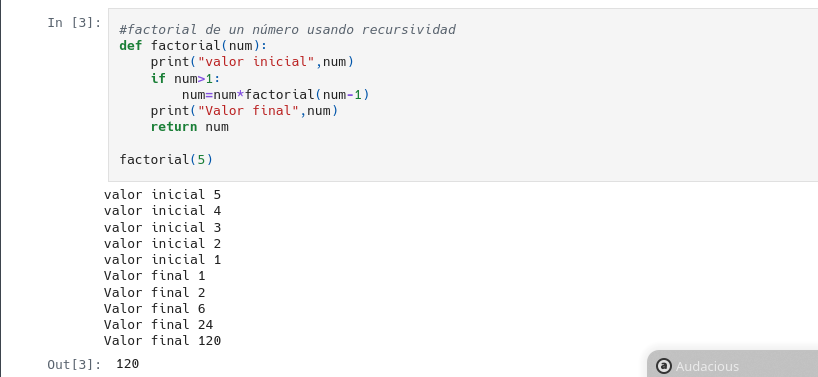 In [3]:
#factorial de un número usando recursividad
def factorial(num):
    print("valor inicial",num)
    if num>1:
        num=num*factorial(num-1)
    print("Valor final",num)
    return num
factorial(5)
valor inicial 5
valor inicial 4
valor inicial 3
valor inicial 2
valor inicial 1
Valor final 1
Valor final 2
Valor final 6
Valor final 24
Valor final 120
Out[3]: 120
Audacious